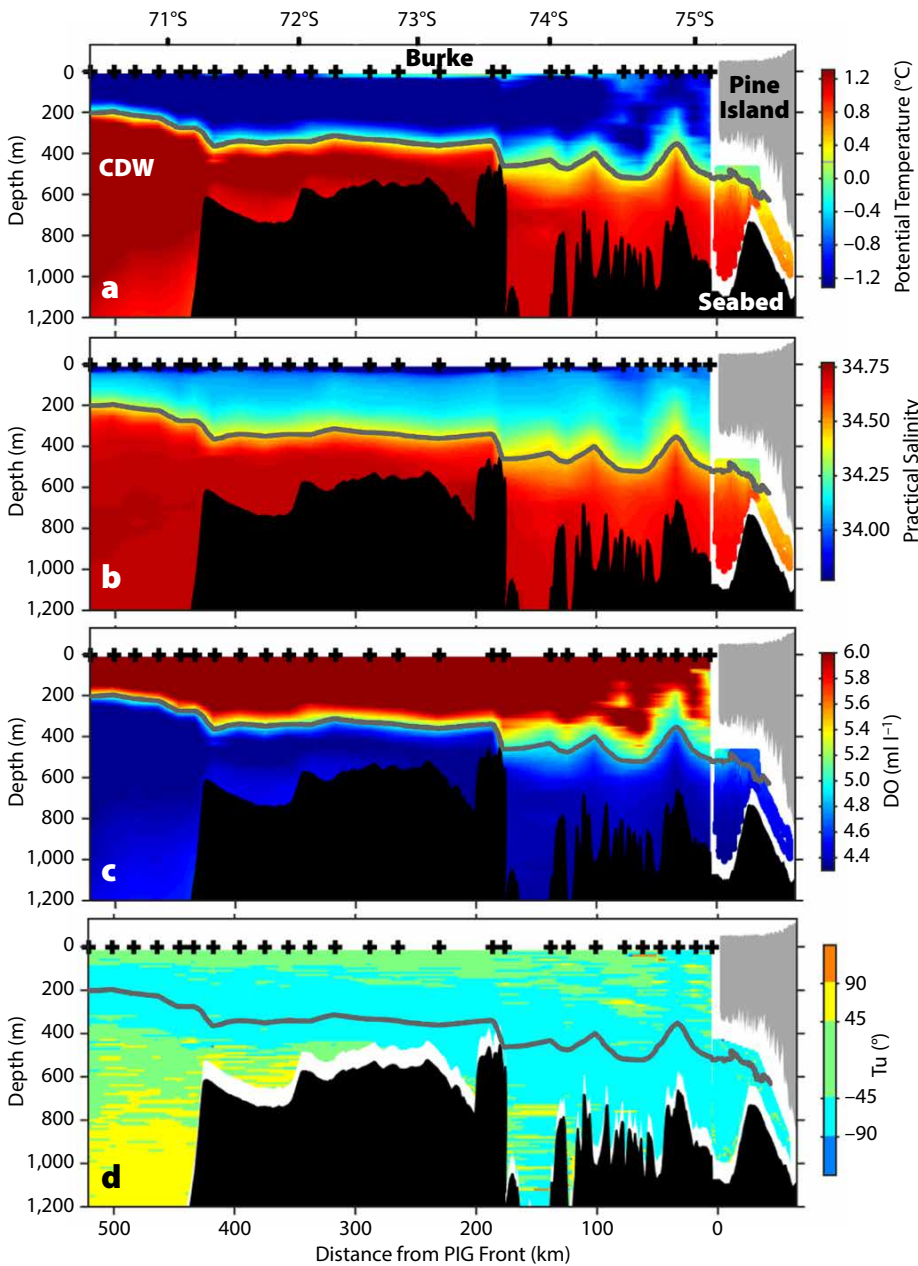 71°S 72°S 73°S 74°S 75°S
Burke
Pine
Island
CDW
Seabed
a
0
200
400
600
800
1,000
1,200
Depth (m)
1.2
0.8
0.4
0.0
–0.4
–0.8
–1.2
Potential Temperature (°C)
b
0
200
400
600
800
1,000
1,200
Depth (m)
34.75
34.50
34.25
34.00
Practical Salinity
c
0
200
400
600
800
1,000
1,200
Depth (m)
6.0
5.8
5.6
5.4
5.2
5.0
4.8
4.6
4.4
DO (ml l⁻¹)
d
0
200
400
600
800
1,000
1,200
Depth (m)
90
45
–45
–90
Tu (°)
500 400 300 200 100 0
Distance from PIG Front (km)